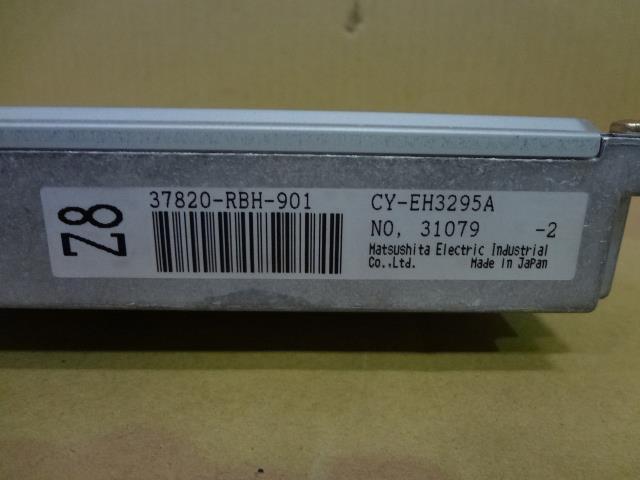 Z8
37820-RBH-901
CY-EH3295A
NO, 31079 -2
Matsushita Electric Industrial
Co.,Ltd. Made in JaPan